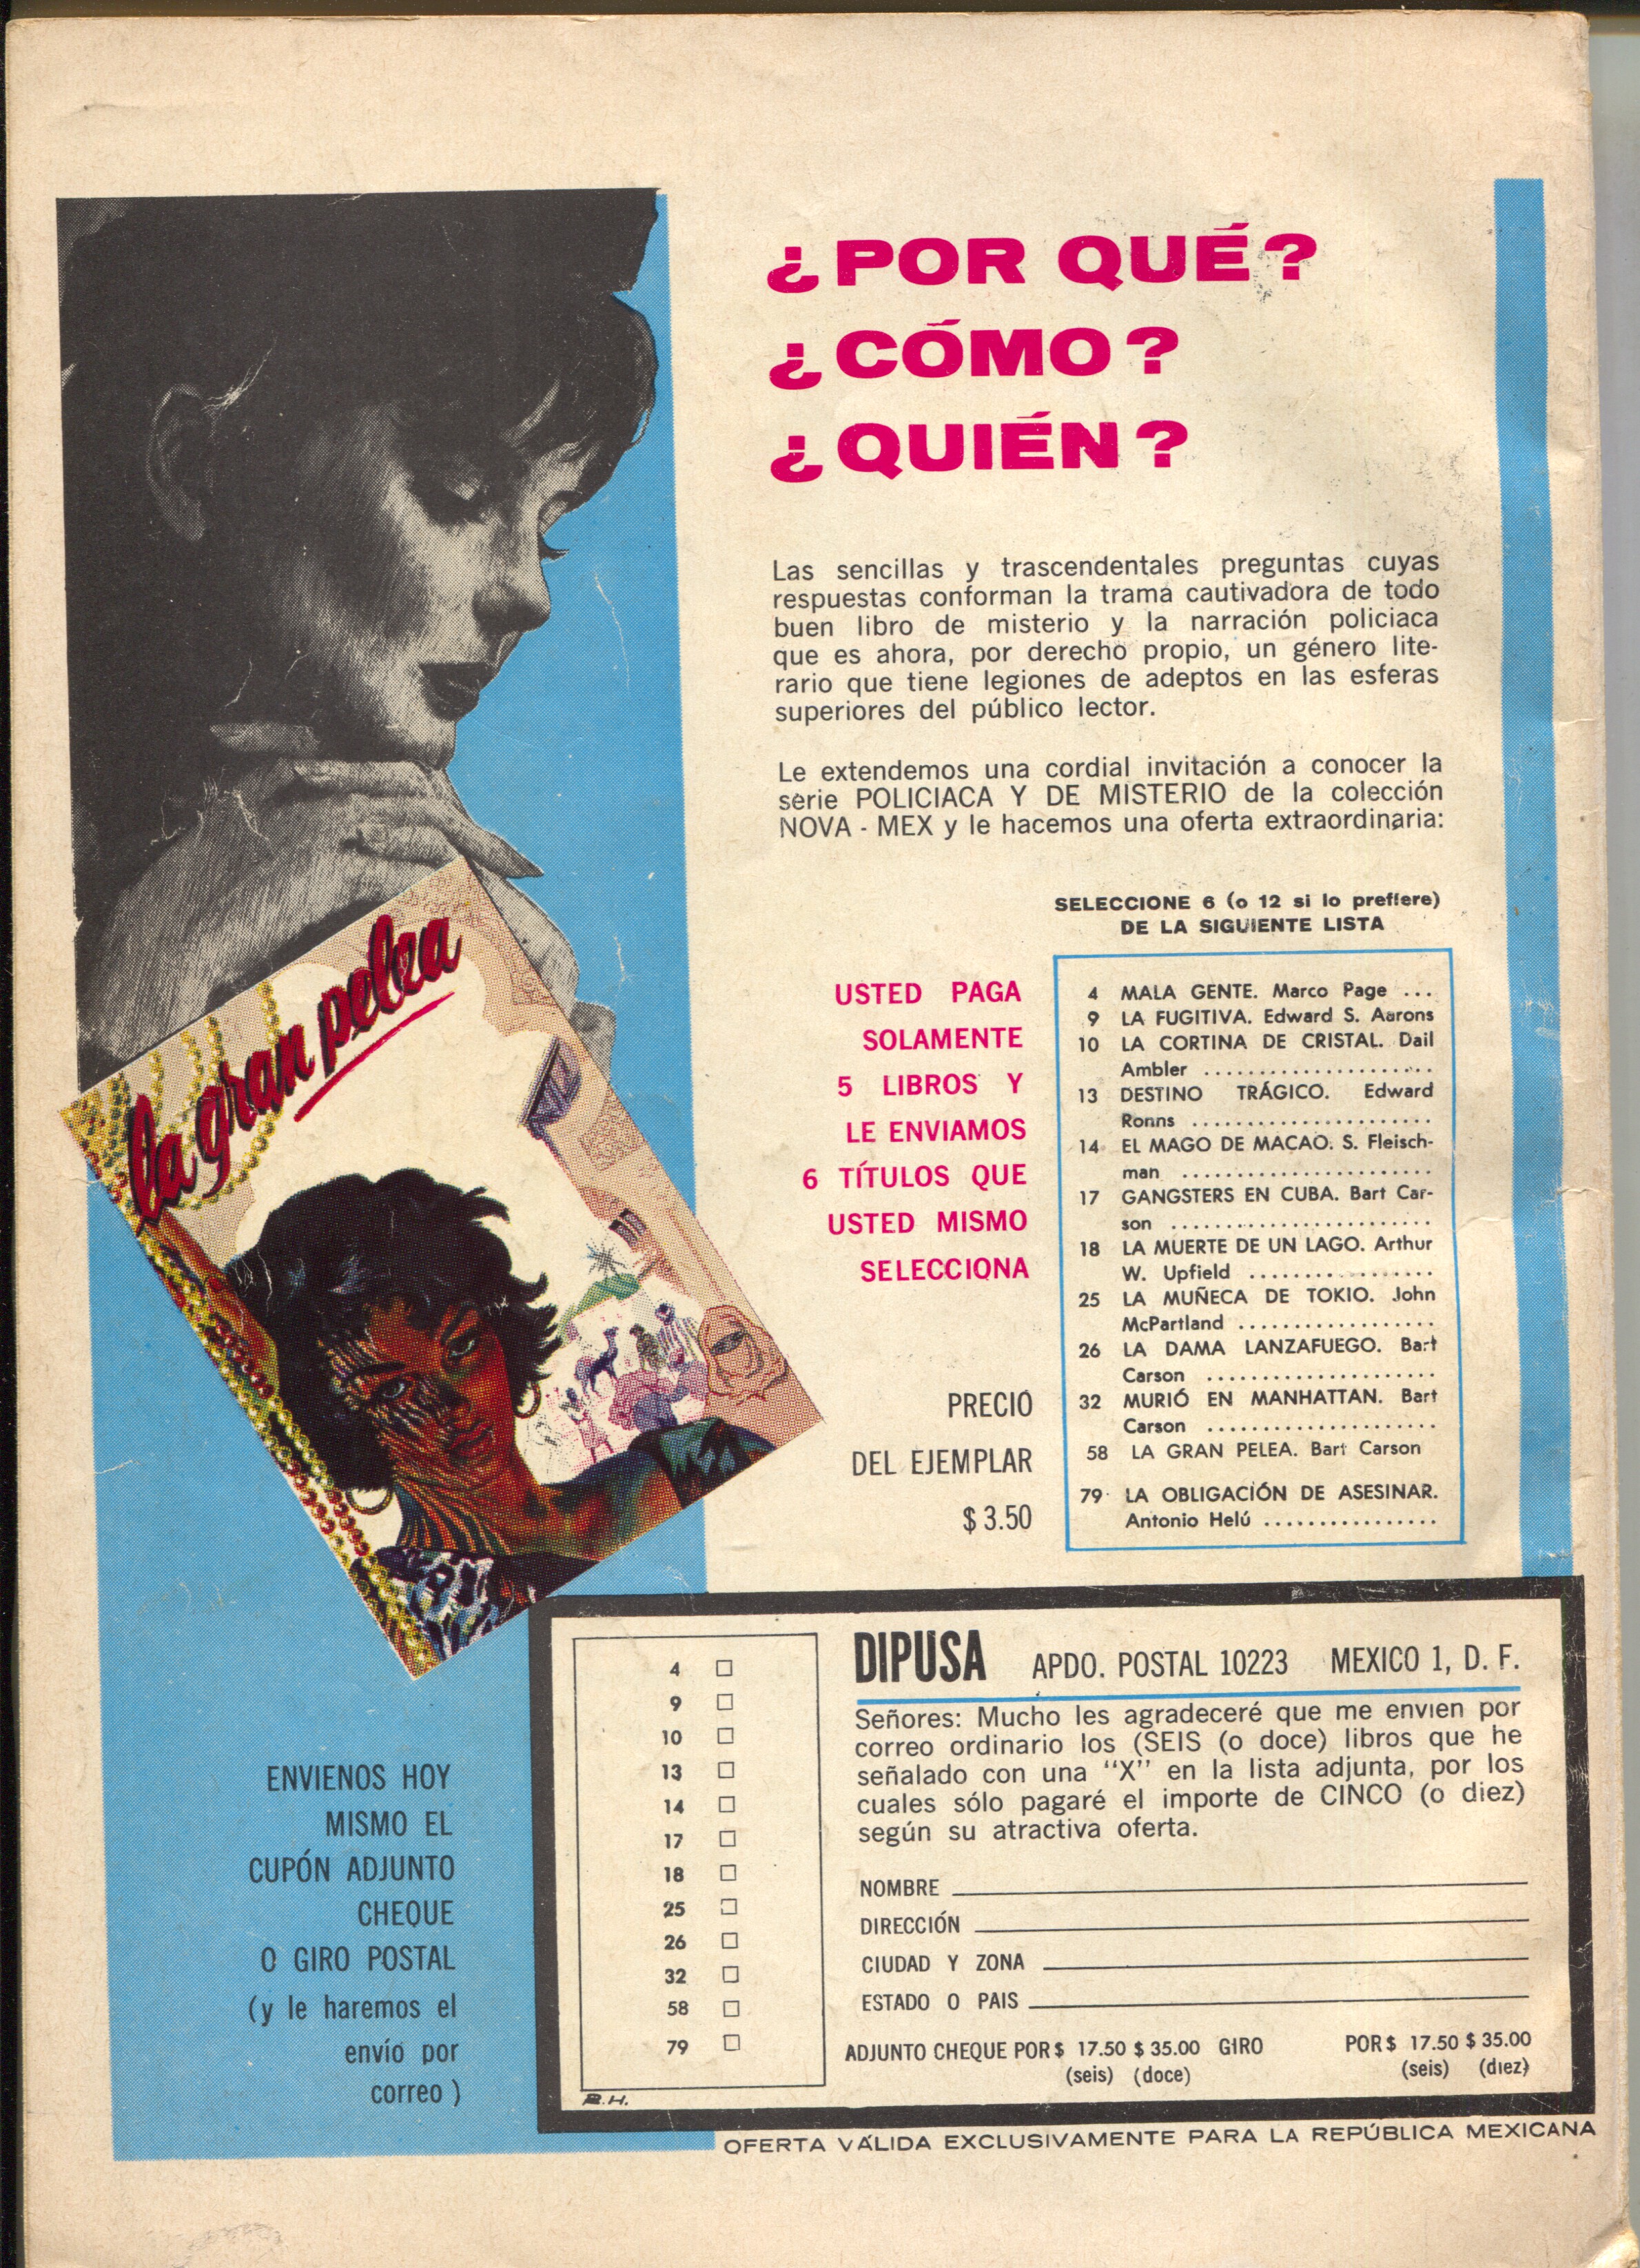 ¿POR QUÉ?
¿CÓMO?
¿QUIÉN?
Las sencillas y trascendentales preguntas cuyas
respuestas conforman la trama cautivadora de todo
buen libro de misterio y la narración policiaca
que es ahora, por derecho propio, un género lite-
rario que tiene legiones de adeptos en las esferas
superiores del público lector.
Le extendemos una cordial invitación a conocer la
serie POLICIACA Y DE MISTERIO de la colección
NOVA - MEX y le hacemos una oferta extraordinaria:
la gran pelea
USTED PAGA
SOLAMENTE
5 LIBROS Y
LE ENVIAMOS
6 TÍTULOS QUE
USTED MISMO
SELECCIONA
PRECIO
DEL EJEMPLAR
$ 3.50
SELECCIONE 6 (o 12 si lo prefiere)
DE LA SIGUIENTE LISTA
4 MALA GENTE. Marco Page ...
9 LA FUGITIVA. Edward S. Aarons
10 LA CORTINA DE CRISTAL. Dail
Ambler .....................
13 DESTINO TRÁGICO. Edward
Ronns ......................
14 EL MAGO DE MACAO. S. Fleisch-
man .......................
17 GANGSTERS EN CUBA. Bart Car-
son ........................
18 LA MUERTE DE UN LAGO. Arthur
W. Upfield .................
25 LA MUÑECA DE TOKIO. John
McPartland ..................
26 LA DAMA LANZAFUEGO. Bart
Carson .....................
32 MURIÓ EN MANHATTAN. Bart
Carson .....................
58 LA GRAN PELEA. Bart Carson
79 LA OBLIGACIÓN DE ASESINAR.
Antonio Helú ................
ENVIENOS HOY
MISMO EL
CUPÓN ADJUNTO
CHEQUE
O GIRO POSTAL
(y le haremos el
envío por
correo )
4 □
9 □
10 □
13 □
14 □
17 □
18 □
25 □
26 □
32 □
58 □
79 □
R.H.
DIPUSA APDO. POSTAL 10223 MEXICO 1, D. F.
Señores: Mucho les agradeceré que me envien por
correo ordinario los (SEIS (o doce) libros que he
señalado con una "X" en la lista adjunta, por los
cuales sólo pagaré el importe de CINCO (o diez)
según su atractiva oferta.
NOMBRE
DIRECCIÓN
CIUDAD Y ZONA
ESTADO O PAIS
ADJUNTO CHEQUE POR $ 17.50 $ 35.00 GIRO POR $ 17.50 $ 35.00
(seis) (doce) (seis) (diez)
OFERTA VÁLIDA EXCLUSIVAMENTE PARA LA REPÚBLICA MEXICANA